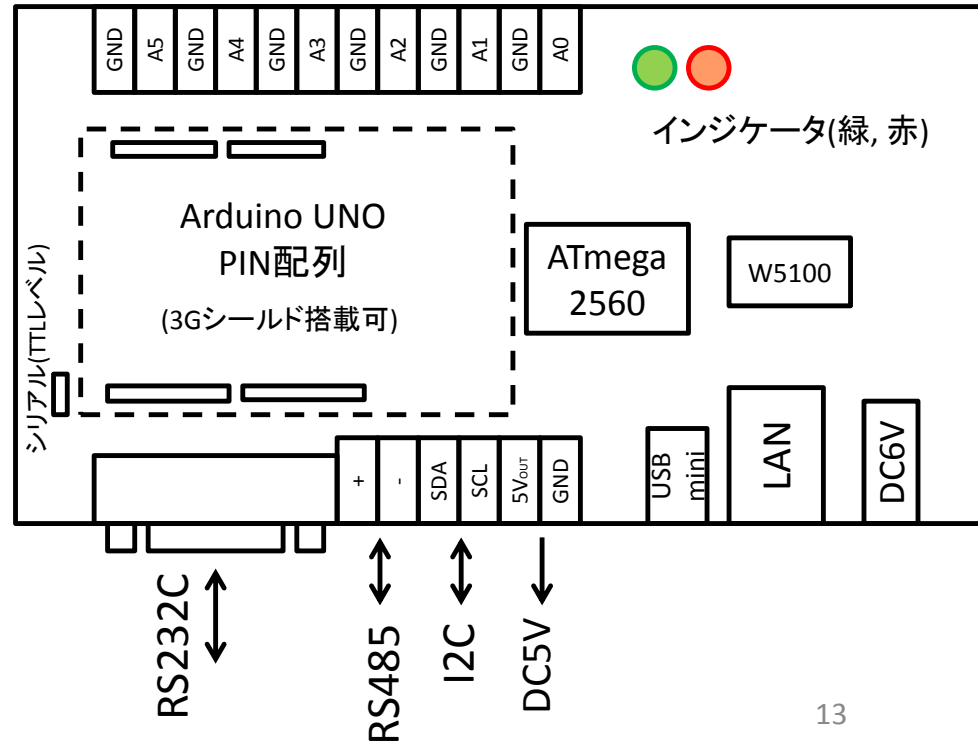 GND A5 GND A4 GND A3 GND A2 GND A1 GND A0
インジケータ(緑, 赤)
Arduino UNO
PIN配列
(3Gシールド搭載可)
ATmega
2560
W5100
シリアル(TTLレベル)
+ - SDA SCL 5VOUT GND
USB
mini
LAN
DC6V
RS232C
RS485
I2C
DC5V
13